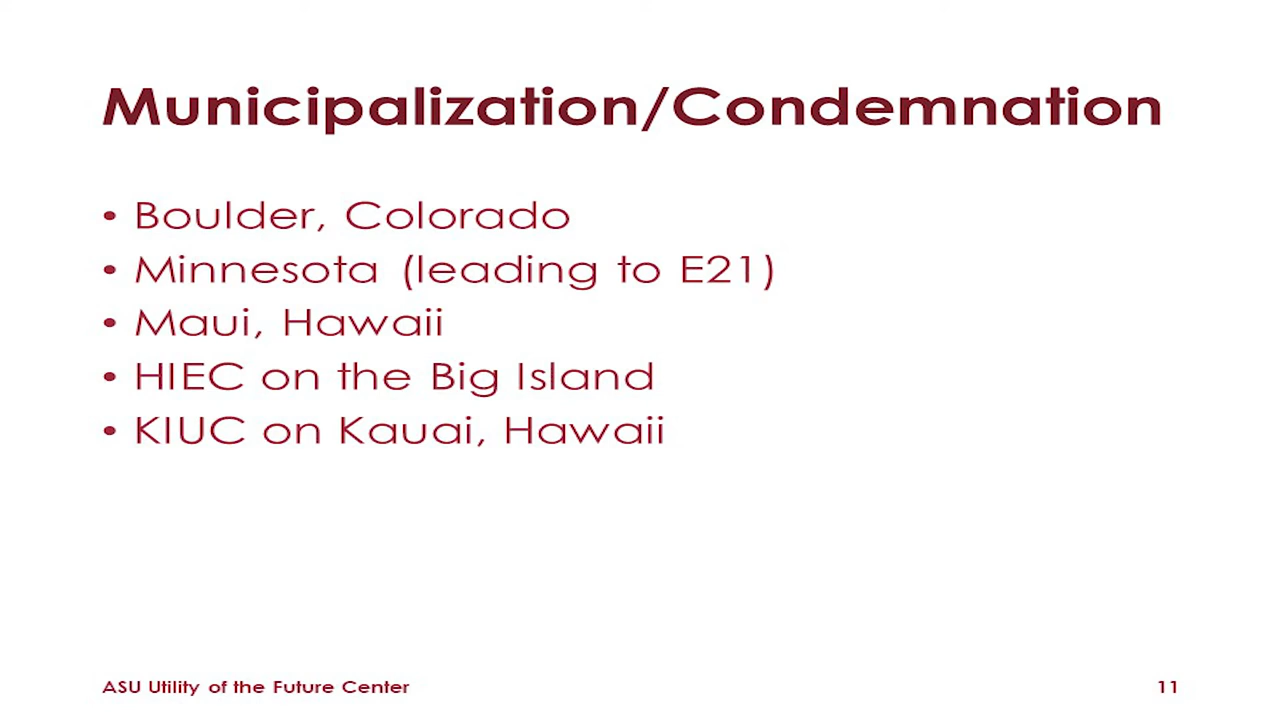 Municipalization/Condemnation
• Boulder, Colorado
• Minnesota (leading to E21)
• Maui, Hawaii
• HIEC on the Big Island
• KIUC on Kauai, Hawaii
ASU Utility of the Future Center
11